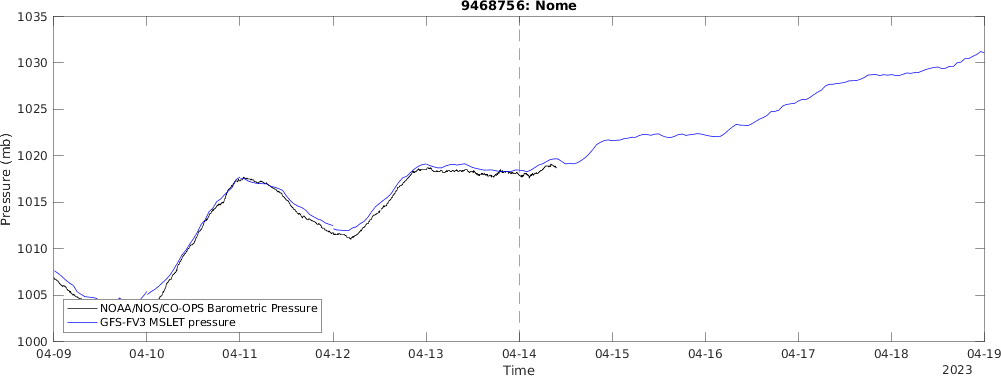 9468756: Nome
1035
1030
1025
1020
1015
1010
1005
1000
Pressure (mb)
NOAA/NOS/CO-OPS Barometric Pressure
GFS-FV3 MSLET pressure
04-09 04-10 04-11 04-12 04-13 04-14 04-15 04-16 04-17 04-18 04-19
Time
2023